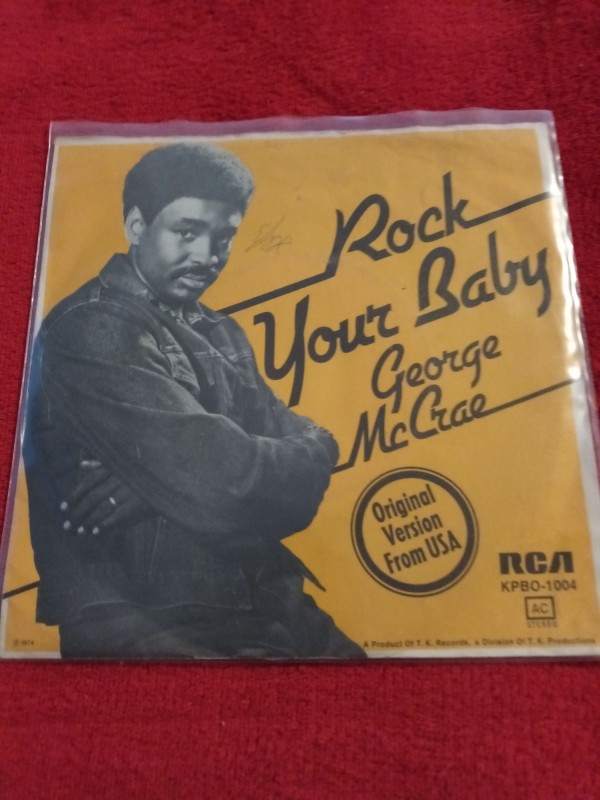 Rock
Your Baby
George
McCrae
Original
Version
From USA
RCA
KPBO-1004
AC
STEREO
℗ 1974
A Product Of T. K. Records, a Division Of T. K. Productions